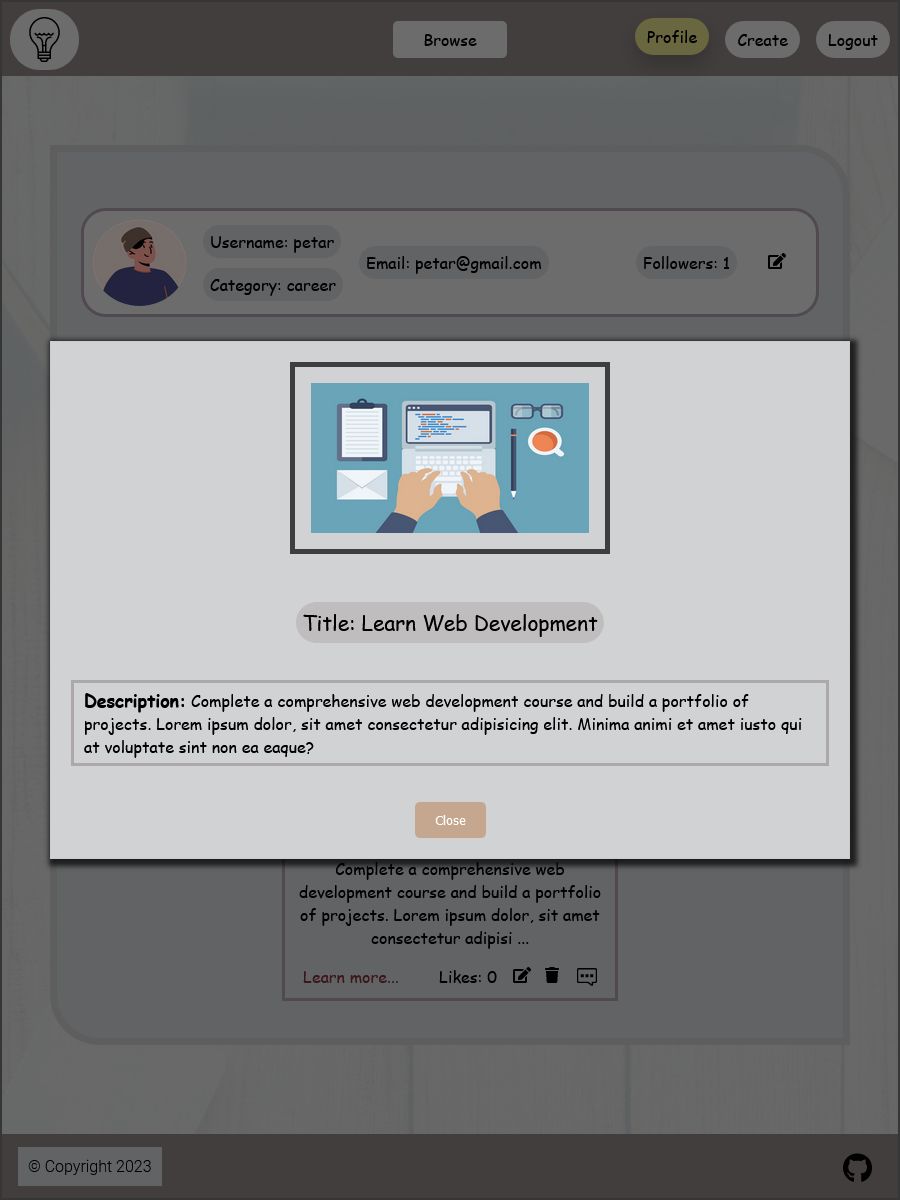 Browse
Profile
Create
Logout
Username: petar
Category: career
Email: petar@gmail.com
Followers: 1
Title: Learn Web Development
Description: Complete a comprehensive web development course and build a portfolio of
projects. Lorem ipsum dolor, sit amet consectetur adipisicing elit. Minima animi et amet iusto qui
at voluptate sint non ea eaque?
Close
Complete a comprehensive web
development course and build a portfolio
of projects. Lorem ipsum dolor, sit amet
consectetur adipisi ...
Learn more...
Likes: 0
© Copyright 2023